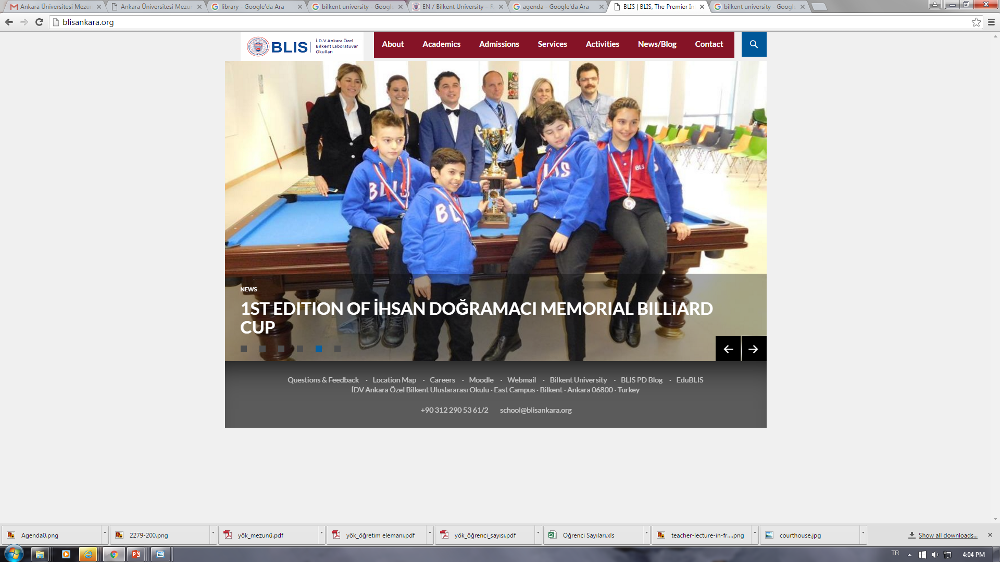 Ankara Üniversitesi Mezu
Ankara Üniversitesi Mezu
library - Google'da Ara
bilkent university - Google
EN / Bilkent University – R
agenda - Google'da Ara
BLIS | BLIS, The Premier In
bilkent university - Google
blisankara.org
BLIS
İ.D.V Ankara Özel
Bilkent Laboratuvar
Okulları
About
Academics
Admissions
Services
Activities
News/Blog
Contact
BLIS
BLIS
NEWS
1ST EDITION OF İHSAN DOĞRAMACI MEMORIAL BILLIARD
CUP
Questions & Feedback · Location Map · Careers · Moodle · Webmail · Bilkent University · BLIS PD Blog · EduBLIS
İDV Ankara Özel Bilkent Uluslararası Okulu · East Campus · Bilkent · Ankara 06800 · Turkey
+90 312 290 53 61/2 school@blisankara.org
Agenda0.png
2279-200.png
yök_mezunü.pdf
yök_öğretim elemanı.pdf
yök_öğrenci_sayısı.pdf
Öğrenci Sayıları.xls
teacher-lecture-in-fr....png
courthouse.jpg
Show all downloads...
TR
4:04 PM